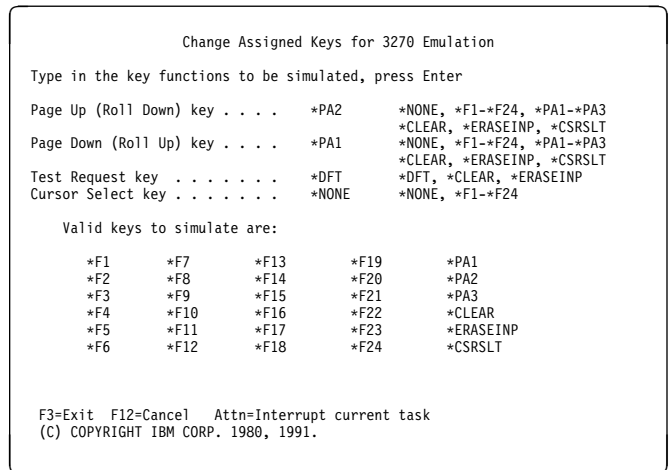 Change Assigned Keys for 3270 Emulation
Type in the key functions to be simulated, press Enter
Page Up (Roll Down) key . . . . *PA2 *NONE, *F1-*F24, *PA1-*PA3
*CLEAR, *ERASEINP, *CSRSLT
Page Down (Roll Up) key . . . . *PA1 *NONE, *F1-*F24, *PA1-*PA3
*CLEAR, *ERASEINP, *CSRSLT
Test Request key . . . . . . . *DFT *DFT, *CLEAR, *ERASEINP
Cursor Select key . . . . . . . *NONE *NONE, *F1-*F24
Valid keys to simulate are:
*F1 *F7 *F13 *F19 *PA1
*F2 *F8 *F14 *F20 *PA2
*F3 *F9 *F15 *F21 *PA3
*F4 *F10 *F16 *F22 *CLEAR
*F5 *F11 *F17 *F23 *ERASEINP
*F6 *F12 *F18 *F24 *CSRSLT
F3=Exit F12=Cancel Attn=Interrupt current task
(C) COPYRIGHT IBM CORP. 1980, 1991.